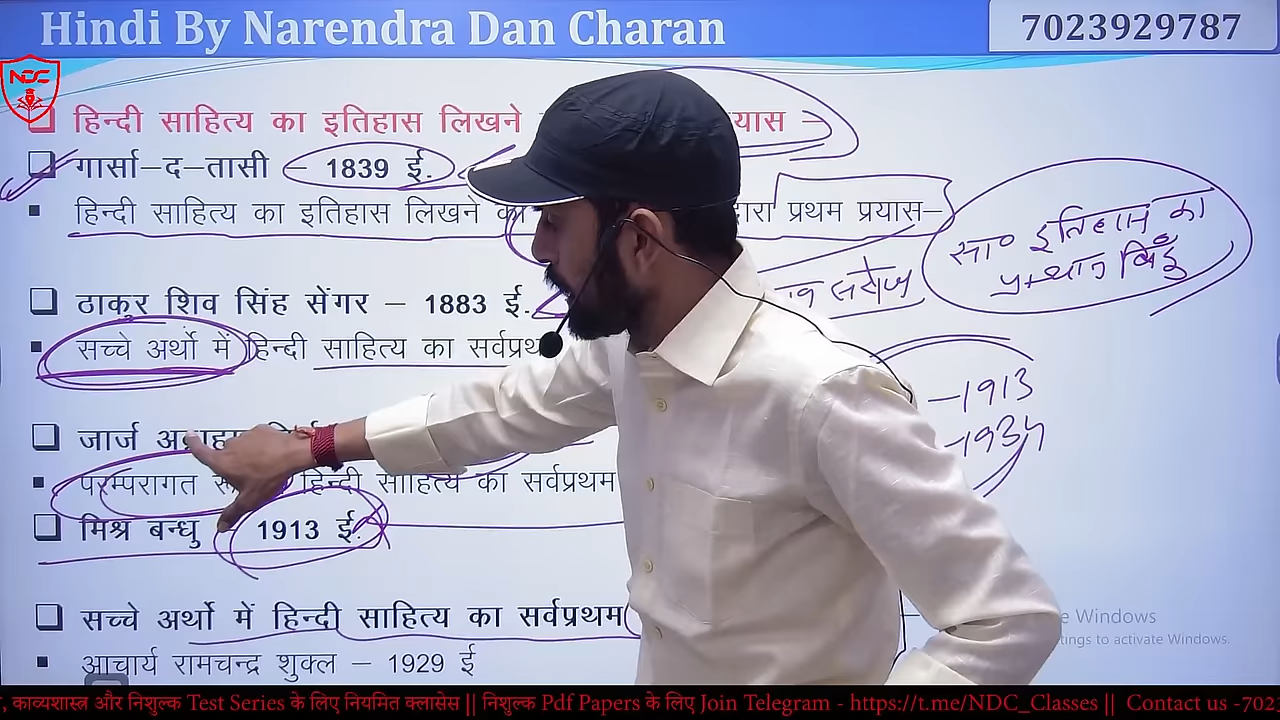 Hindi By Narendra Dan Charan
7023929787
NDC
हिन्दी साहित्य का इतिहास लिखने
गार्सा–द–तासी – 1839 ई.
हिन्दी साहित्य का इतिहास लिखने का द्वारा प्रथम प्रयास–
सा० इतिहास का
प्रस्थान बिंदु
ठाकुर शिव सिंह सेंगर – 1883 ई.
सरोज
सच्चे अर्थो में हिन्दी साहित्य का
–1913
–1934
जार्ज
परम्परागत हिन्दी साहित्य का सर्वप्रथम
मिश्र बन्धु 1913 ई.
सच्चे अर्थो में हिन्दी साहित्य का सर्वप्रथम
आचार्य रामचन्द्र शुक्ल – 1929 ई
Windows
to activate Windows.
काव्यशास्त्र और निशुल्क Test Series के लिए नियमित क्लासेस || निशुल्क Pdf Papers के लिए Join Telegram - https://t.me/NDC_Classes || Contact us -702